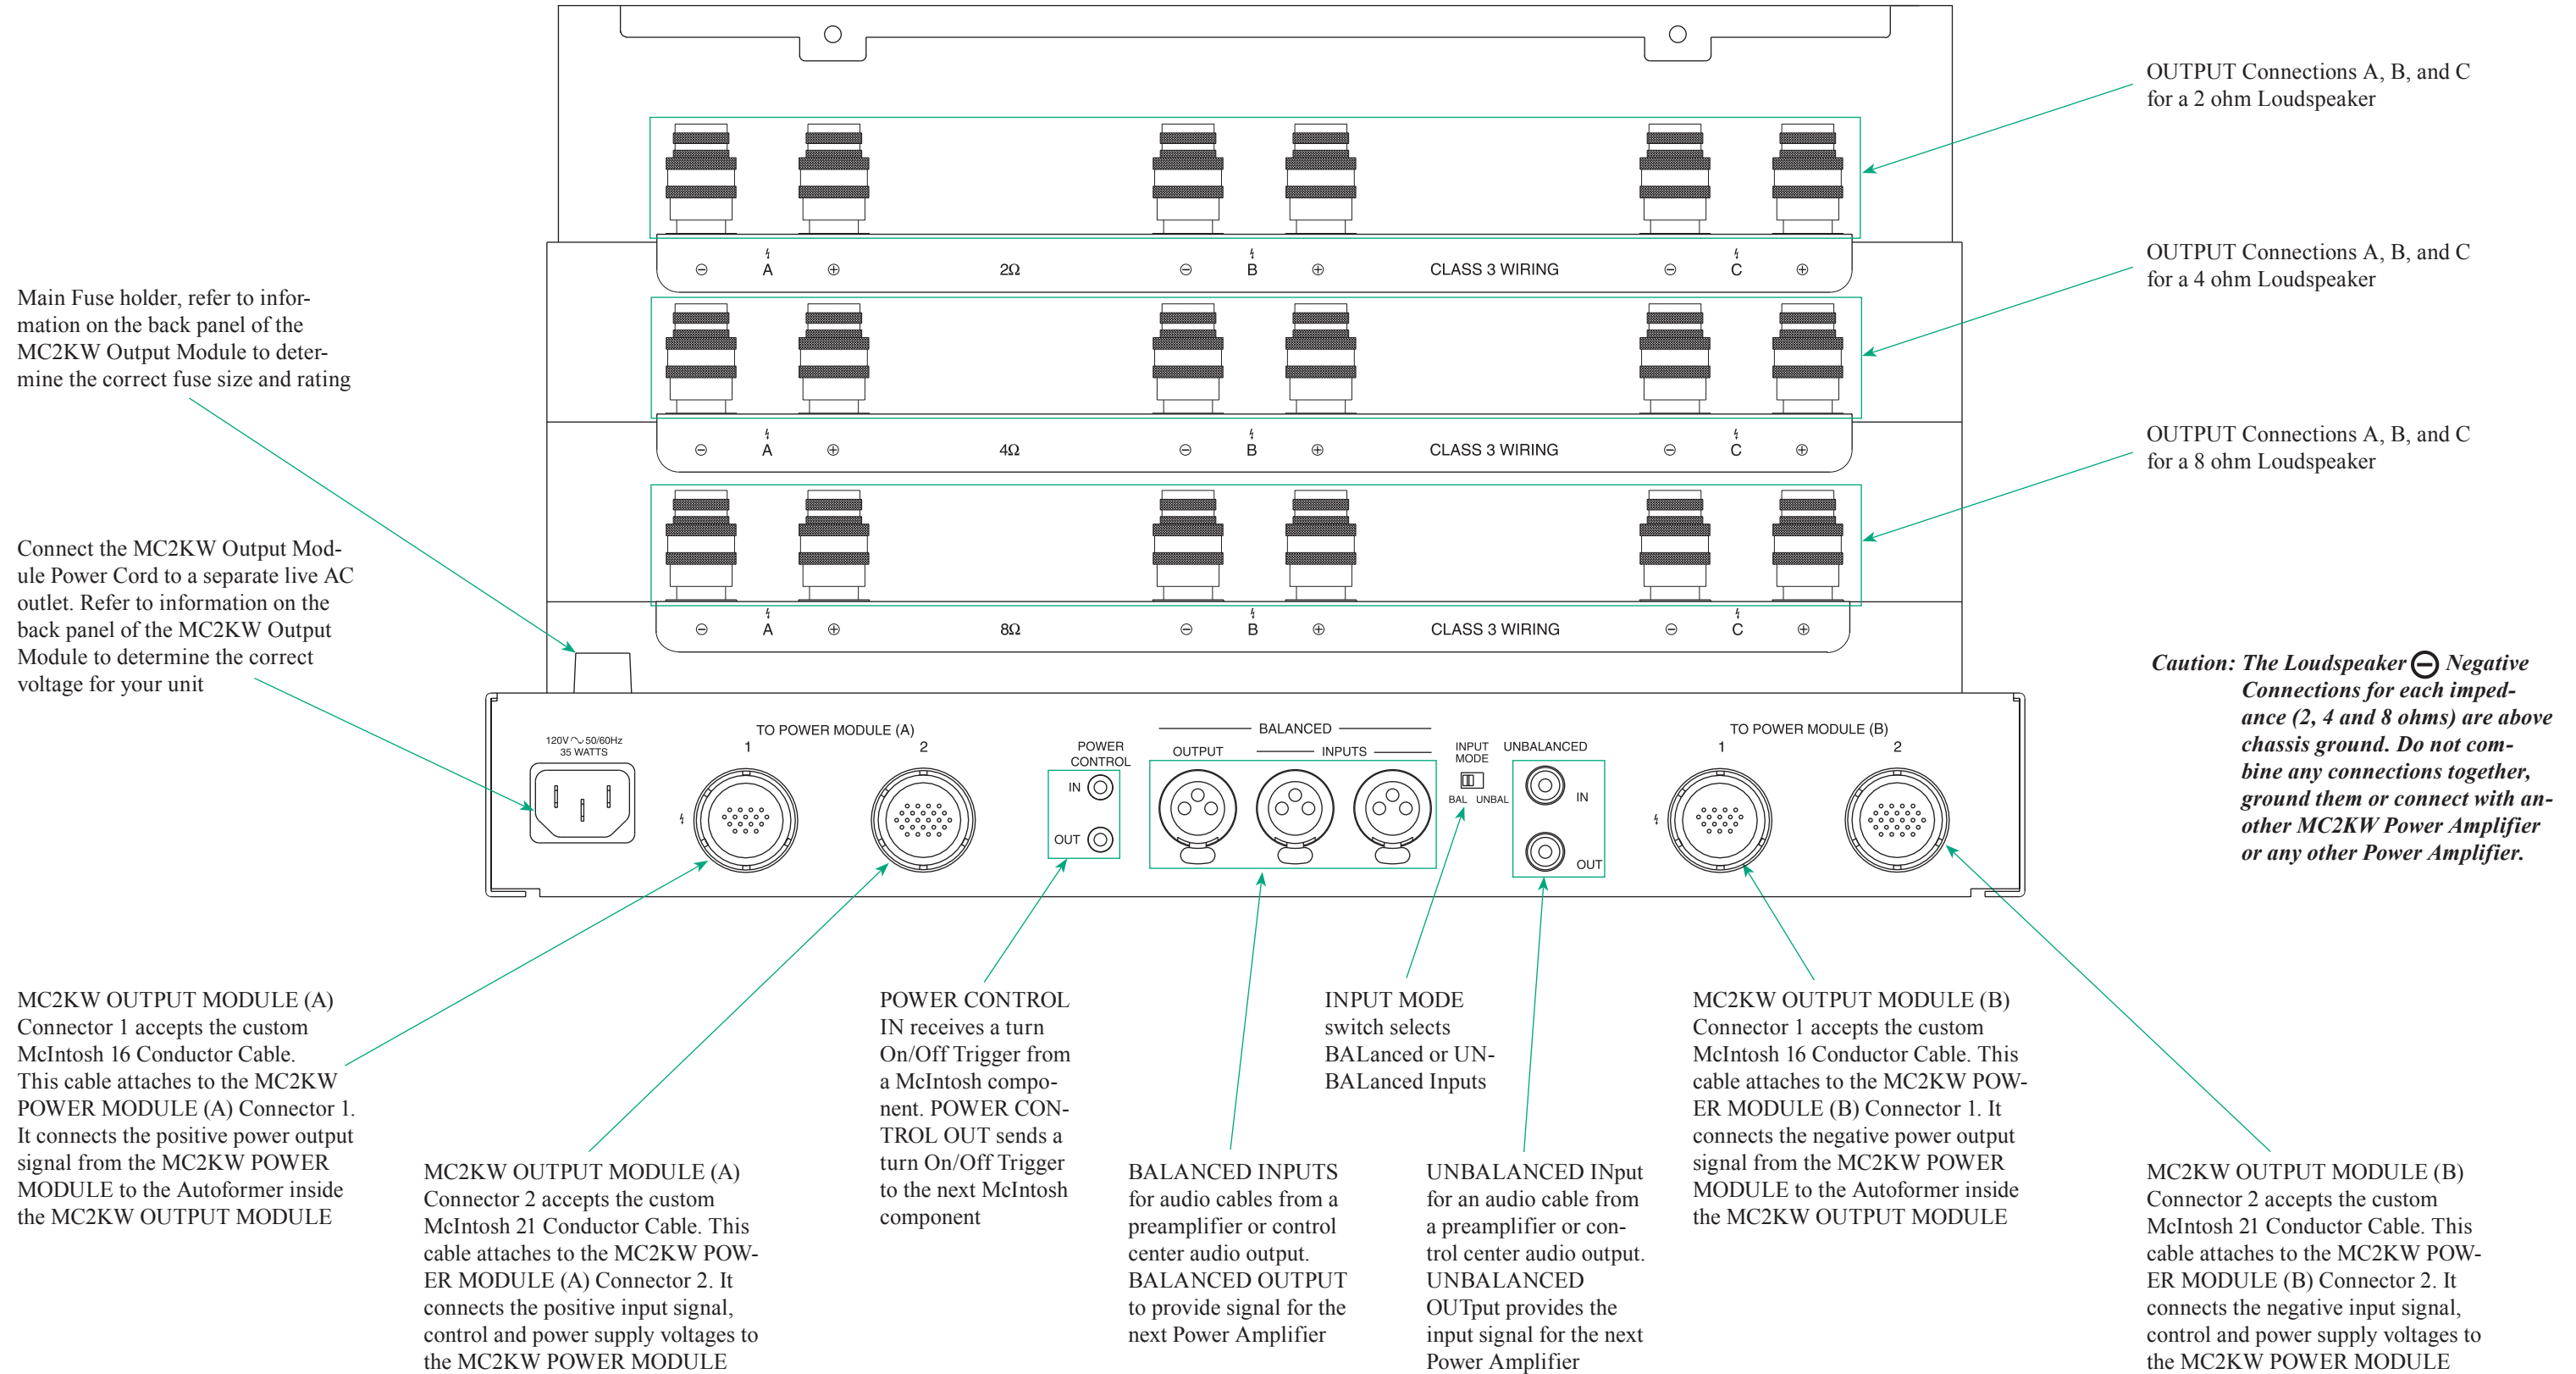 OUTPUT Connections A, B, and C
for a 2 ohm Loudspeaker
⊖ A ⊕ 2Ω ⊖ B ⊕ CLASS 3 WIRING ⊖ C ⊕
OUTPUT Connections A, B, and C
for a 4 ohm Loudspeaker
Main Fuse holder, refer to infor-
mation on the back panel of the
MC2KW Output Module to deter-
mine the correct fuse size and rating
⊖ A ⊕ 4Ω ⊖ B ⊕ CLASS 3 WIRING ⊖ C ⊕
OUTPUT Connections A, B, and C
for a 8 ohm Loudspeaker
Connect the MC2KW Output Mod-
ule Power Cord to a separate live AC
outlet. Refer to information on the
back panel of the MC2KW Output
Module to determine the correct
voltage for your unit
⊖ A ⊕ 8Ω ⊖ B ⊕ CLASS 3 WIRING ⊖ C ⊕
Caution: The Loudspeaker ⊖ Negative
Connections for each imped-
ance (2, 4 and 8 ohms) are above
chassis ground. Do not com-
bine any connections together,
ground them or connect with an-
other MC2KW Power Amplifier
or any other Power Amplifier.
120V 50/60Hz
35 WATTS
TO POWER MODULE (A)
1 2
POWER
CONTROL
IN
OUT
BALANCED
OUTPUT INPUTS
INPUT
MODE
BAL UNBAL
UNBALANCED
IN
OUT
TO POWER MODULE (B)
1 2
MC2KW OUTPUT MODULE (A)
Connector 1 accepts the custom
McIntosh 16 Conductor Cable.
This cable attaches to the MC2KW
POWER MODULE (A) Connector 1.
It connects the positive power output
signal from the MC2KW POWER
MODULE to the Autoformer inside
the MC2KW OUTPUT MODULE
MC2KW OUTPUT MODULE (A)
Connector 2 accepts the custom
McIntosh 21 Conductor Cable. This
cable attaches to the MC2KW POW-
ER MODULE (A) Connector 2. It
connects the positive input signal,
control and power supply voltages to
the MC2KW POWER MODULE
POWER CONTROL
IN receives a turn
On/Off Trigger from
a McIntosh compo-
nent. POWER CON-
TROL OUT sends a
turn On/Off Trigger
to the next McIntosh
component
BALANCED INPUTS
for audio cables from a
preamplifier or control
center audio output.
BALANCED OUTPUT
to provide signal for the
next Power Amplifier
INPUT MODE
switch selects
BALanced or UN-
BALanced Inputs
UNBALANCED INput
for an audio cable from
a preamplifier or con-
trol center audio output.
UNBALANCED
OUTput provides the
input signal for the next
Power Amplifier
MC2KW OUTPUT MODULE (B)
Connector 1 accepts the custom
McIntosh 16 Conductor Cable. This
cable attaches to the MC2KW POW-
ER MODULE (B) Connector 1. It
connects the negative power output
signal from the MC2KW POWER
MODULE to the Autoformer inside
the MC2KW OUTPUT MODULE
MC2KW OUTPUT MODULE (B)
Connector 2 accepts the custom
McIntosh 21 Conductor Cable. This
cable attaches to the MC2KW POW-
ER MODULE (B) Connector 2. It
connects the negative input signal,
control and power supply voltages to
the MC2KW POWER MODULE